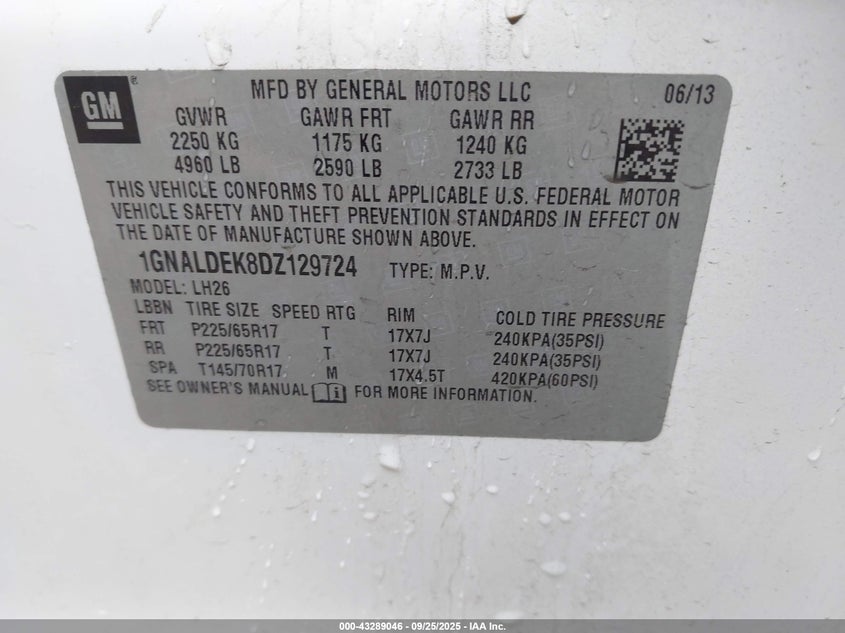 GM
®
MFD BY GENERAL MOTORS LLC 06/13
GVWR GAWR FRT GAWR RR
2250 KG 1175 KG 1240 KG
4960 LB 2590 LB 2733 LB
THIS VEHICLE CONFORMS TO ALL APPLICABLE U.S. FEDERAL MOTOR
VEHICLE SAFETY AND THEFT PREVENTION STANDARDS IN EFFECT ON
THE DATE OF MANUFACTURE SHOWN ABOVE.
1GNALDEK8DZ129724 TYPE: M.P.V.
MODEL: LH26
LBBN TIRE SIZE SPEED RTG RIM COLD TIRE PRESSURE
FRT P225/65R17 T 17X7J 240KPA(35PSI)
RR P225/65R17 T 17X7J 240KPA(35PSI)
SPA T145/70R17 M 17X4.5T 420KPA(60PSI)
SEE OWNER'S MANUAL i FOR MORE INFORMATION.
000-43289046 - 09/25/2025 - IAA Inc.